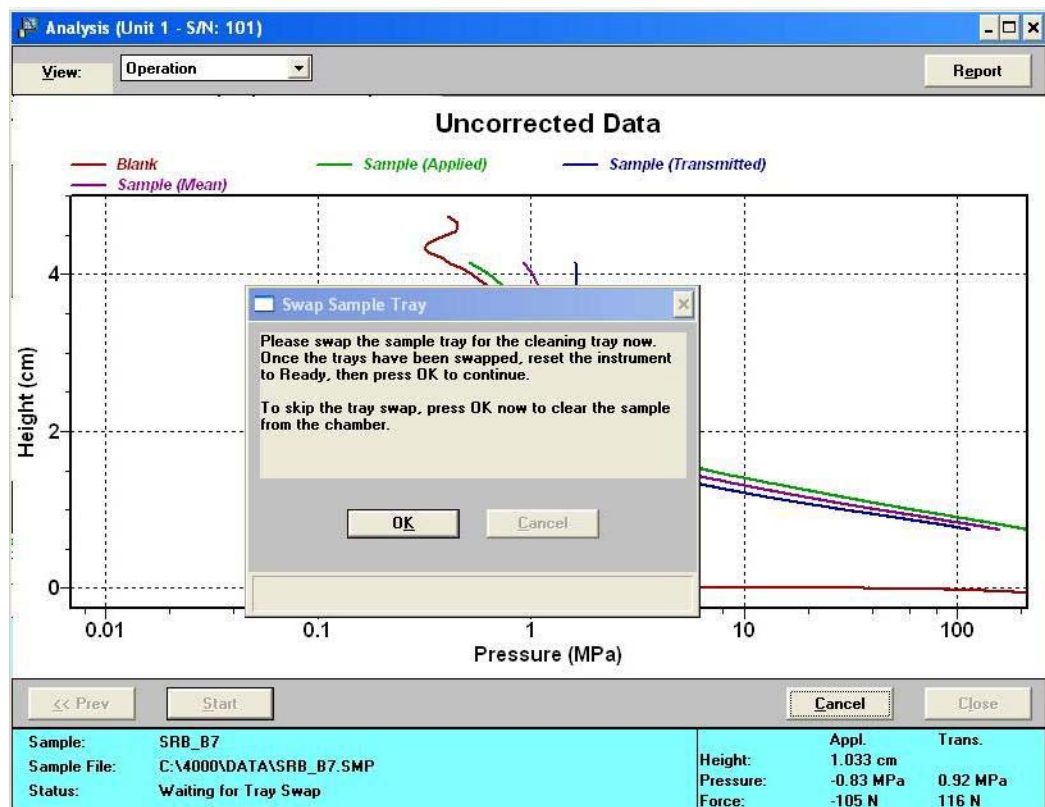 Analysis (Unit 1 - S/N: 101)
View: Operation Report
Uncorrected Data
Blank Sample (Applied) Sample (Transmitted)
Sample (Mean)
Height (cm)
4
2
0
Swap Sample Tray
Please swap the sample tray for the cleaning tray now.
Once the trays have been swapped, reset the instrument
to Ready, then press OK to continue.
To skip the tray swap, press OK now to clear the sample
from the chamber.
OK Cancel
0.01 0.1 1 10 100
Pressure (MPa)
<< Prev Start Cancel Close
Sample: SRB_B7
Sample File: C:\4000\DATA\SRB_B7.SMP
Status: Waiting for Tray Swap
Appl. Trans.
Height: 1.033 cm
Pressure: -0.83 MPa 0.92 MPa
Force: -105 N 116 N